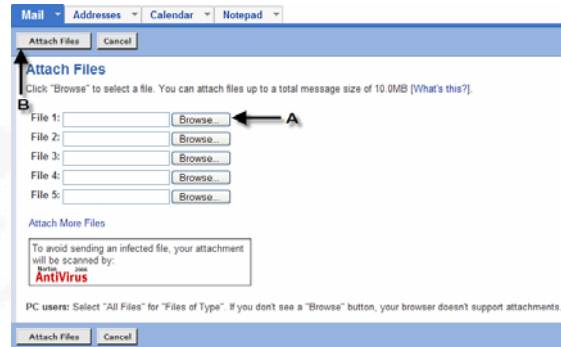 Mail Addresses Calendar Notepad
Attach Files Cancel
Attach Files
Click "Browse" to select a file. You can attach files up to a total message size of 10.0MB [What's this?].
B
File 1: Browse... A
File 2: Browse...
File 3: Browse...
File 4: Browse...
File 5: Browse...
Attach More Files
To avoid sending an infected file, your attachment
will be scanned by:
Norton 2006
AntiVirus
PC users: Select "All Files" for "Files of Type". If you don't see a "Browse" button, your browser doesn't support attachments.
Attach Files Cancel